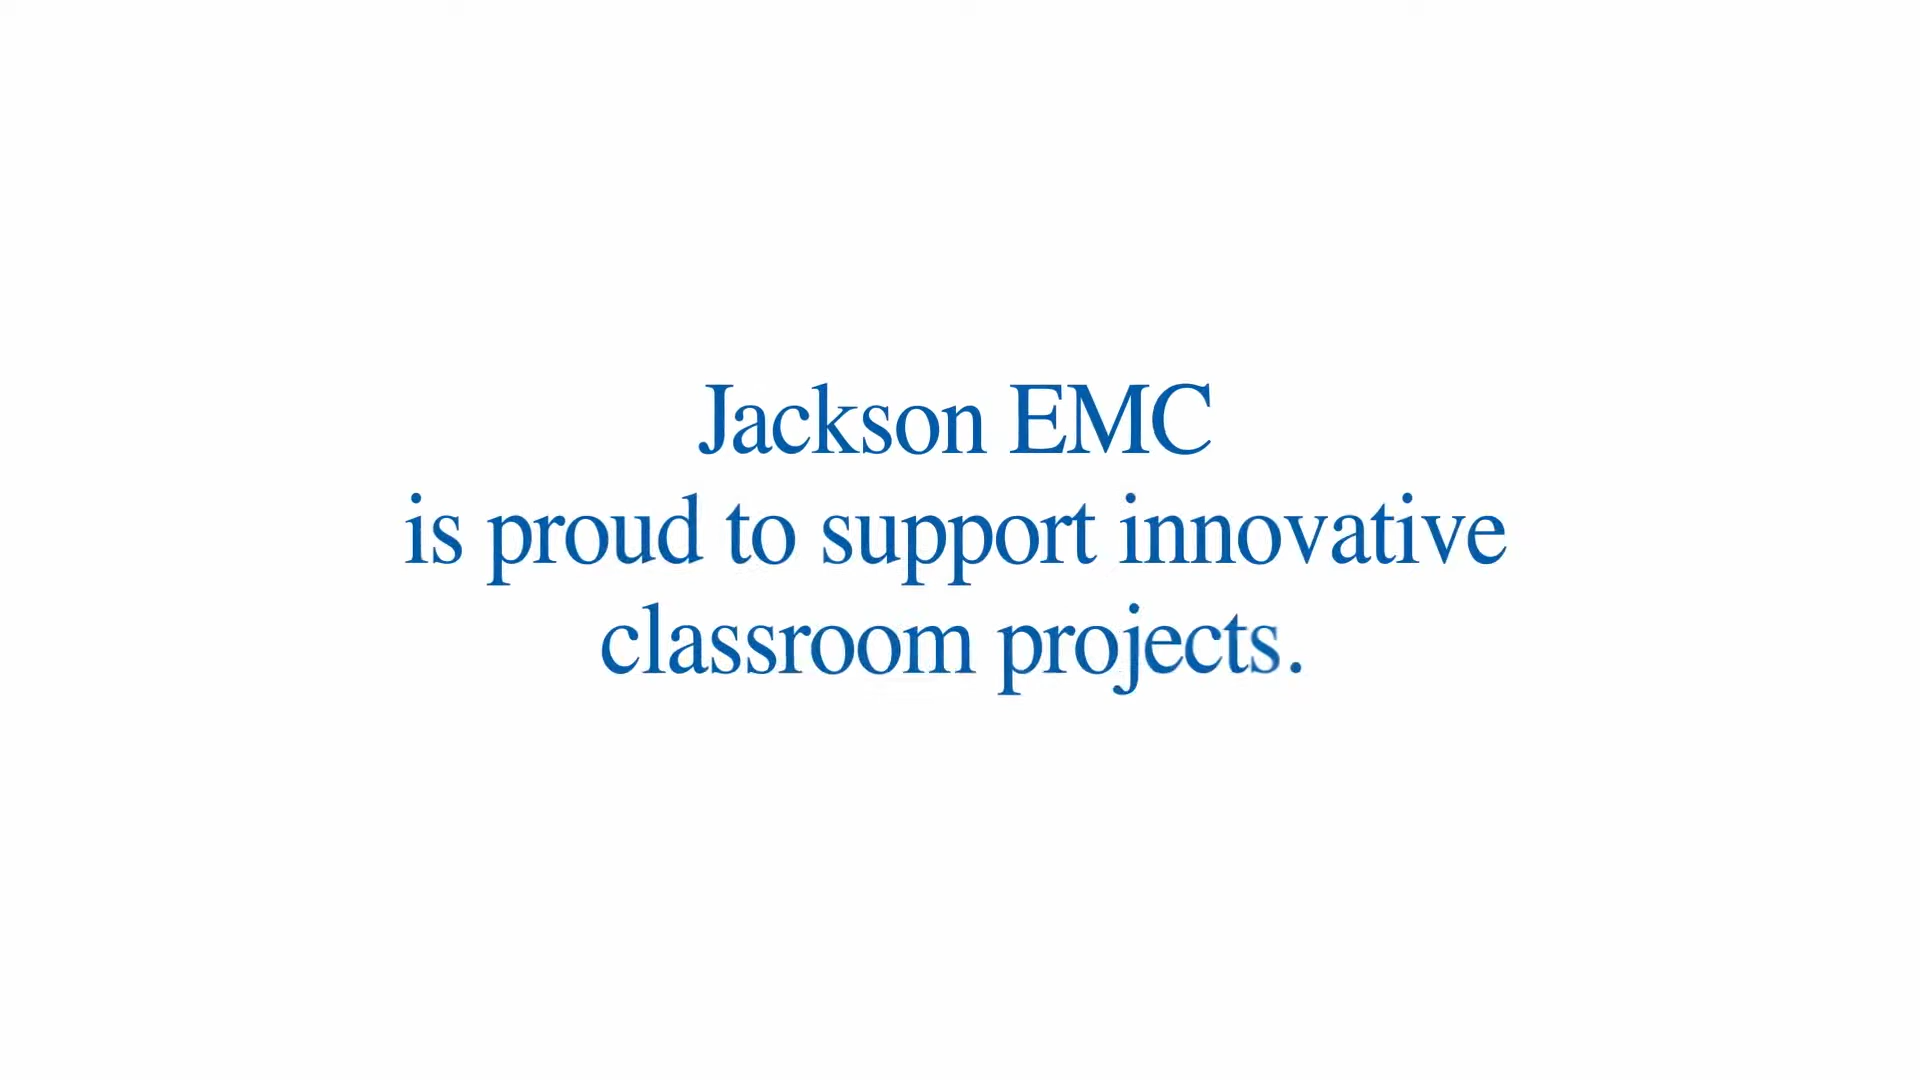 Jackson EMC
is proud to support innovative
classroom projects.